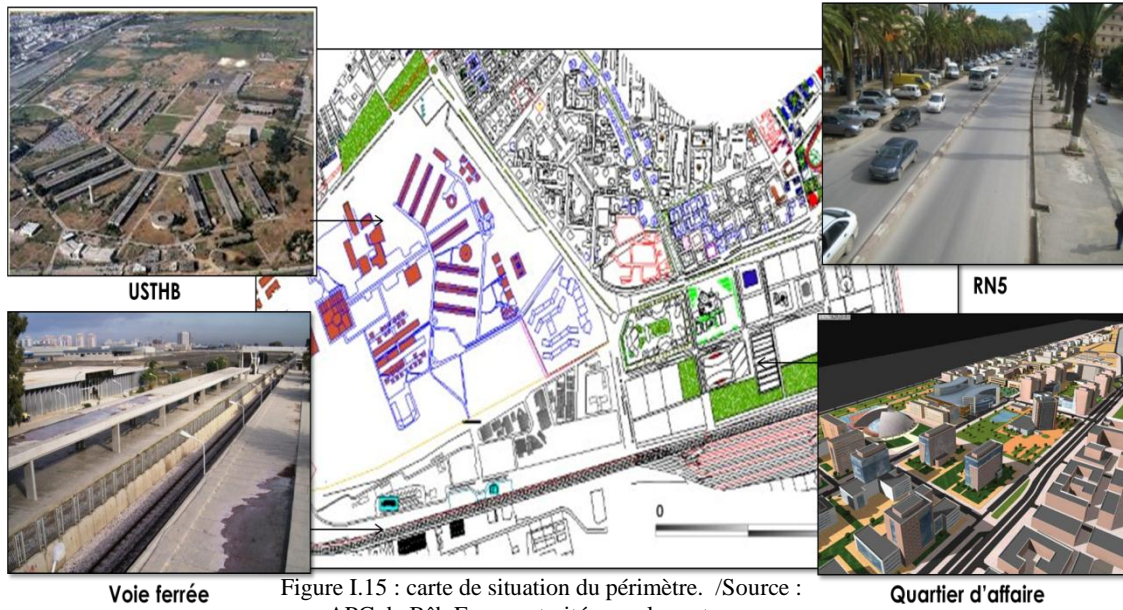 USTHB
RN5
0
Voie ferrée
Figure I.15 : carte de situation du périmètre. /Source :
Quartier d'affaire